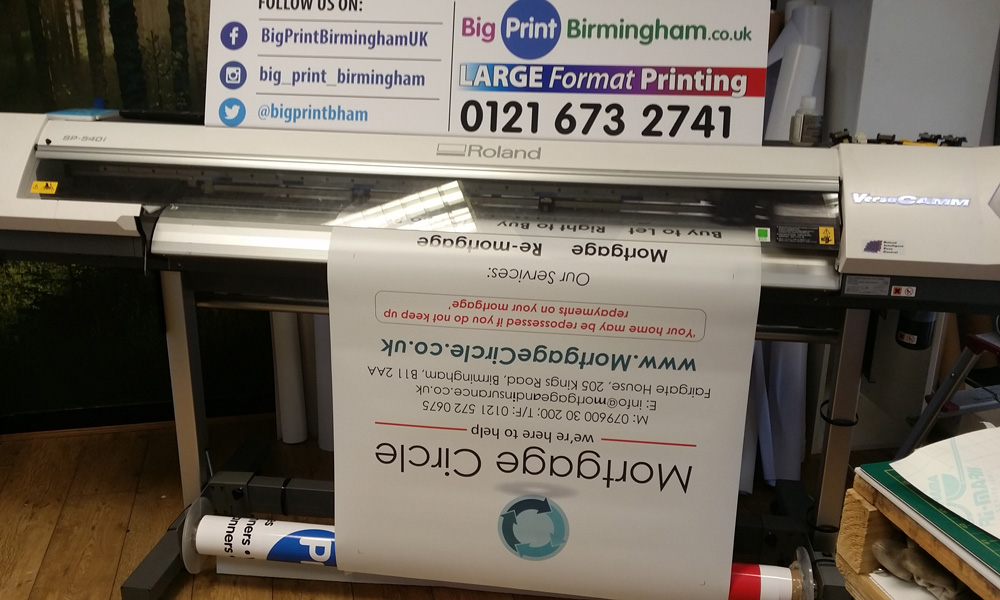 FOLLOW US ON:
BigPrintBirminghamUK
big_print_birmingham
@bigprintbham
Big Print Birmingham.co.uk
LARGE Format Printing
0121 673 2741
SP-540i
Roland
VersaCAMM
Mortgage Circle
we're here to help
M: 079600 30 200: T/F: 0121 572 0675
E: info@mortgageandinsurance.co.uk
Fairgate House, 205 Kings Road, Birmingham, B11 2AA
www.MortgageCircle.co.uk
'Your home may be repossessed if you do not keep up
repayments on your mortgage'
Our Services:
Mortgage Re-mortgage
Buy to Let Right to Buy